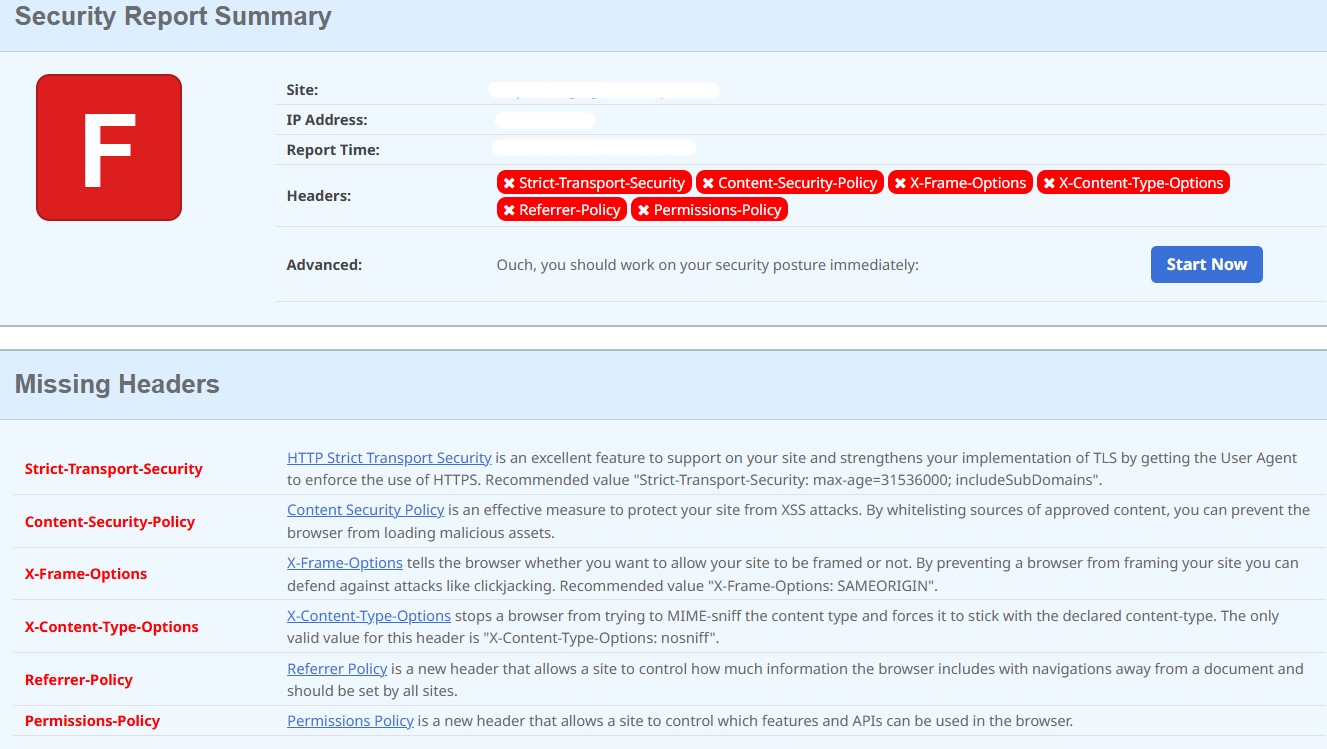 Security Report Summary
F
Site:
IP Address:
Report Time:
Headers:
✖ Strict-Transport-Security ✖ Content-Security-Policy ✖ X-Frame-Options ✖ X-Content-Type-Options
✖ Referrer-Policy ✖ Permissions-Policy
Advanced: Ouch, you should work on your security posture immediately: Start Now
Missing Headers
Strict-Transport-Security
HTTP Strict Transport Security is an excellent feature to support on your site and strengthens your implementation of TLS by getting the User Agent
to enforce the use of HTTPS. Recommended value "Strict-Transport-Security: max-age=31536000; includeSubDomains".
Content-Security-Policy
Content Security Policy is an effective measure to protect your site from XSS attacks. By whitelisting sources of approved content, you can prevent the
browser from loading malicious assets.
X-Frame-Options
X-Frame-Options tells the browser whether you want to allow your site to be framed or not. By preventing a browser from framing your site you can
defend against attacks like clickjacking. Recommended value "X-Frame-Options: SAMEORIGIN".
X-Content-Type-Options
X-Content-Type-Options stops a browser from trying to MIME-sniff the content type and forces it to stick with the declared content-type. The only
valid value for this header is "X-Content-Type-Options: nosniff".
Referrer-Policy
Referrer Policy is a new header that allows a site to control how much information the browser includes with navigations away from a document and
should be set by all sites.
Permissions-Policy
Permissions Policy is a new header that allows a site to control which features and APIs can be used in the browser.